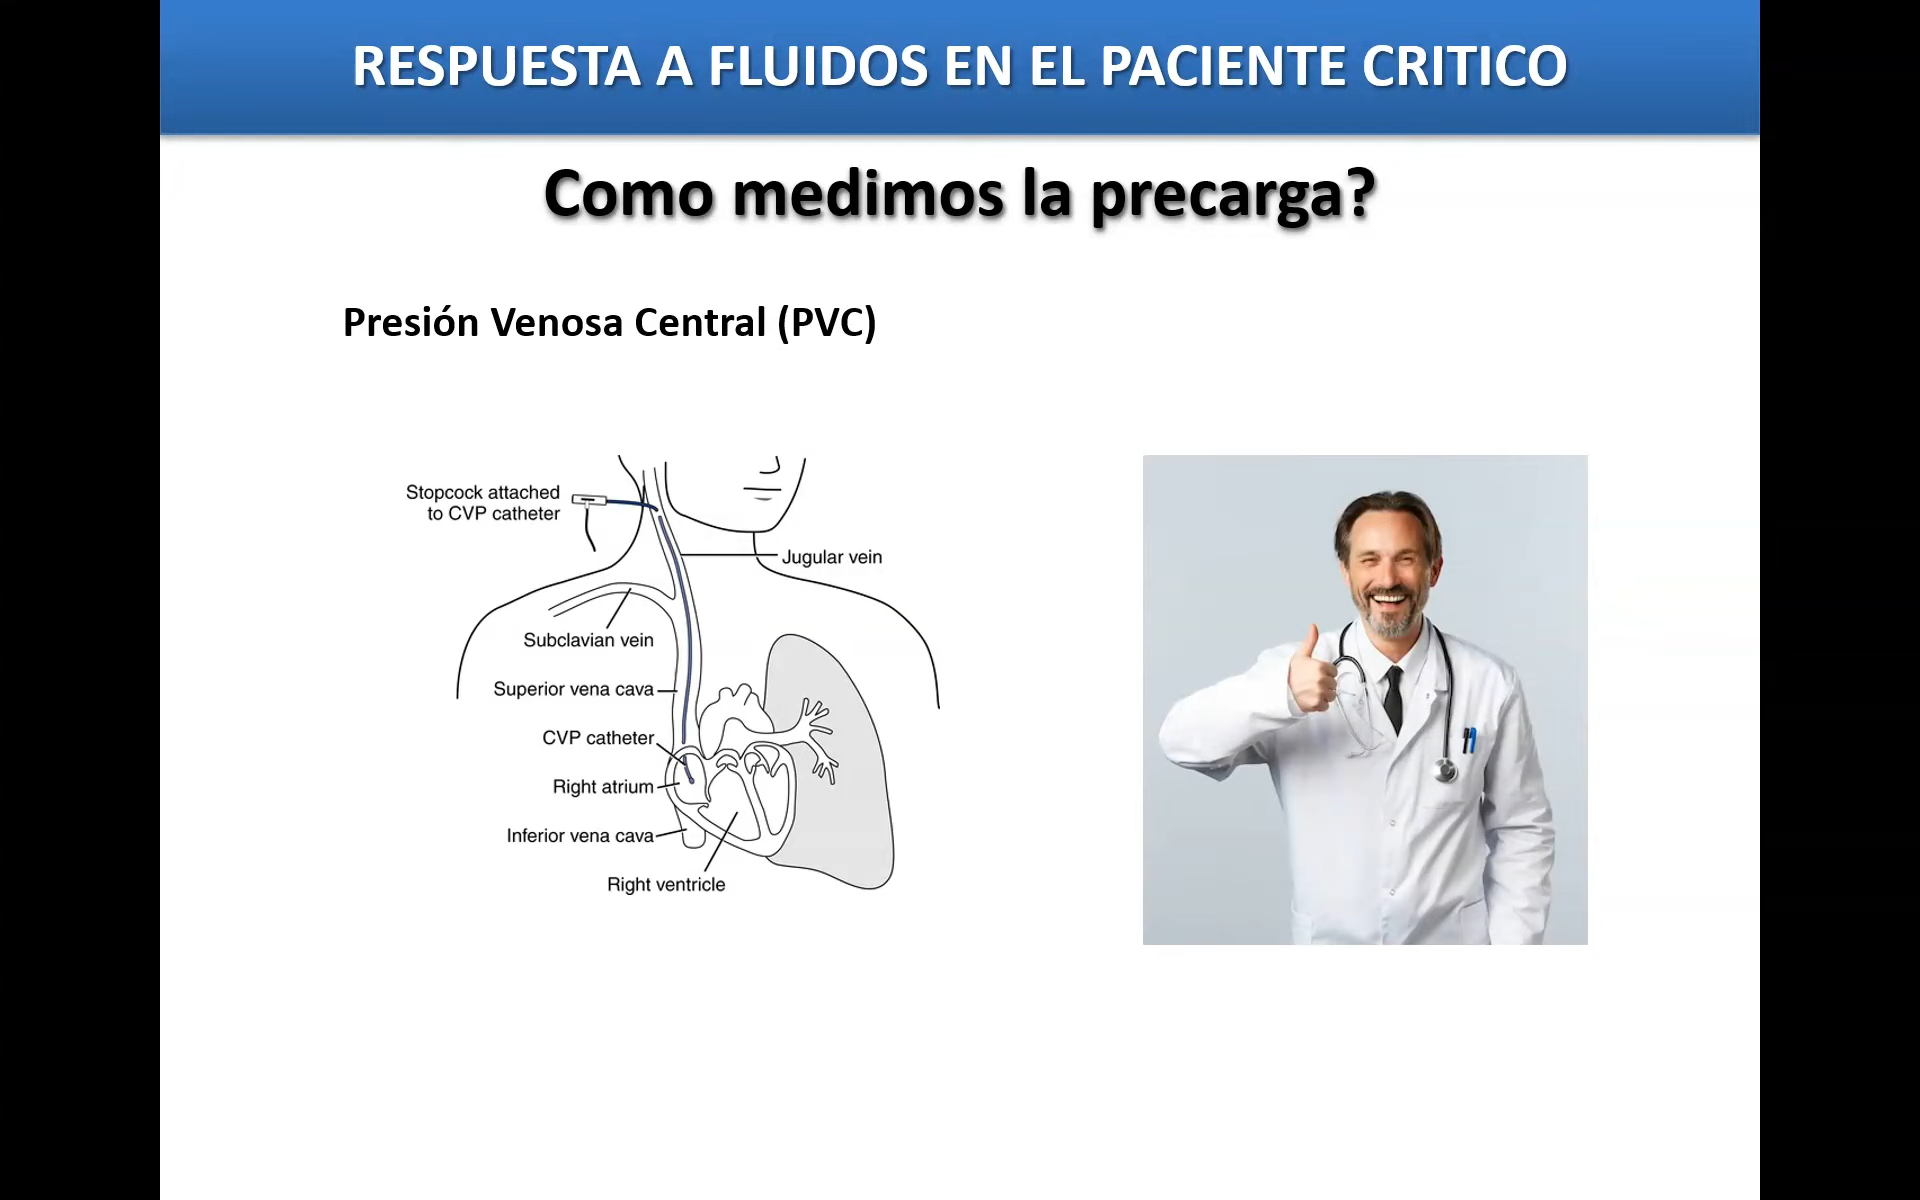 RESPUESTA A FLUIDOS EN EL PACIENTE CRITICO
Como medimos la precarga?
Presión Venosa Central (PVC)
Stopcock attached
to CVP catheter
Jugular vein
Subclavian vein
Superior vena cava
CVP catheter
Right atrium
Inferior vena cava
Right ventricle